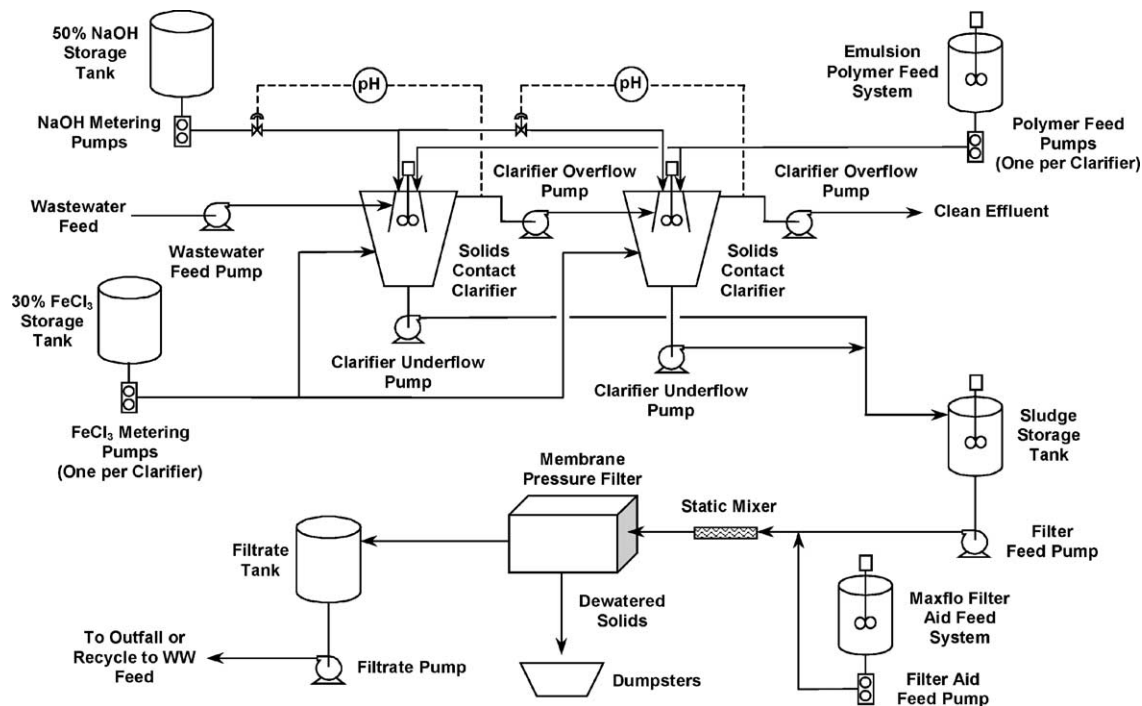 50% NaOH
Storage
Tank
pH
pH
Emulsion
Polymer Feed
System
NaOH Metering
Pumps
Polymer Feed
Pumps
(One per Clarifier)
Clarifier Overflow
Pump
Clarifier Overflow
Pump
Wastewater
Feed
Clean Effluent
Wastewater
Feed Pump
Solids
Contact
Clarifier
Solids
Contact
Clarifier
30% FeCl₃
Storage
Tank
Clarifier Underflow
Pump
Clarifier Underflow
Pump
FeCl₃ Metering
Pumps
(One per Clarifier)
Sludge
Storage
Tank
Membrane
Pressure Filter
Static Mixer
Filtrate
Tank
Filter
Feed Pump
Dewatered
Solids
Maxflo Filter
Aid Feed
System
To Outfall or
Recycle to WW
Feed
Filtrate Pump
Dumpsters
Filter Aid
Feed Pump